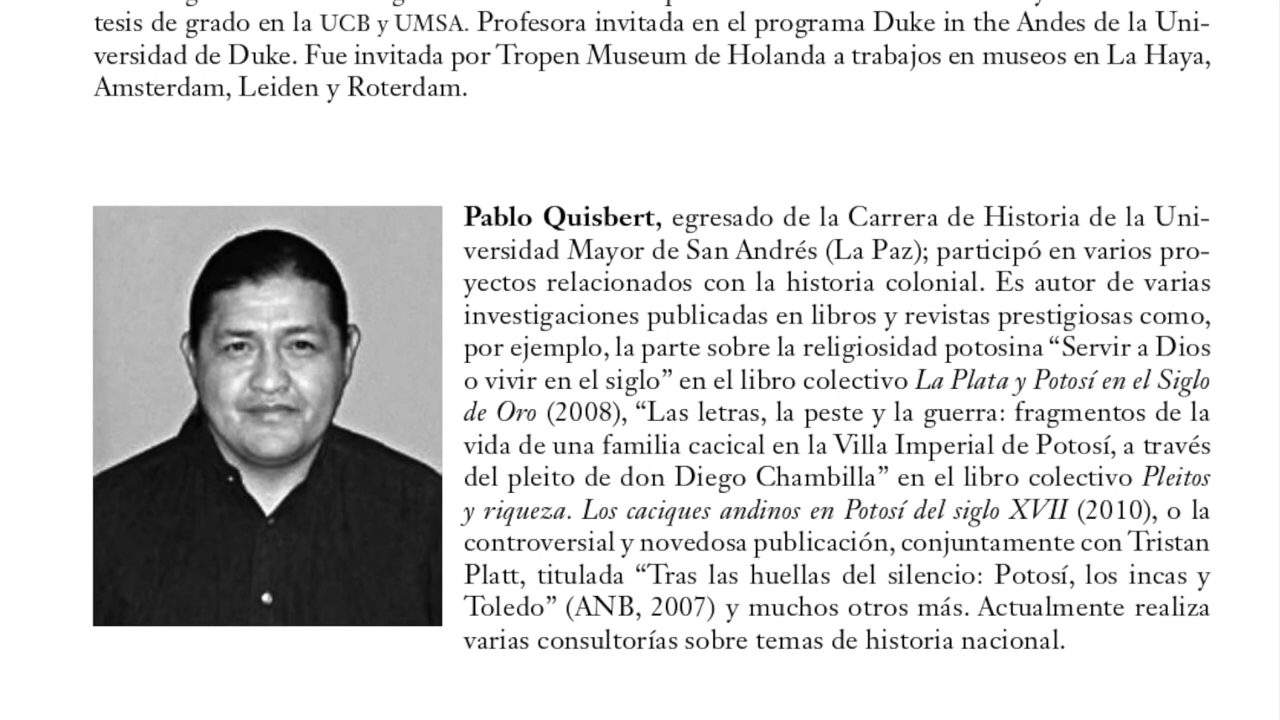 tesis de grado en la UCB y UMSA. Profesora invitada en el programa Duke in the Andes de la Uni-
versidad de Duke. Fue invitada por Tropen Museum de Holanda a trabajos en museos en La Haya,
Amsterdam, Leiden y Roterdam.
Pablo Quisbert, egresado de la Carrera de Historia de la Uni-
versidad Mayor de San Andrés (La Paz); participó en varios pro-
yectos relacionados con la historia colonial. Es autor de varias
investigaciones publicadas en libros y revistas prestigiosas como,
por ejemplo, la parte sobre la religiosidad potosina “Servir a Dios
o vivir en el siglo” en el libro colectivo La Plata y Potosí en el Siglo
de Oro (2008), “Las letras, la peste y la guerra: fragmentos de la
vida de una familia cacical en la Villa Imperial de Potosí, a través
del pleito de don Diego Chambilla” en el libro colectivo Pleitos
y riqueza. Los caciques andinos en Potosí del siglo XVII (2010), o la
controversial y novedosa publicación, conjuntamente con Tristan
Platt, titulada “Tras las huellas del silencio: Potosí, los incas y
Toledo” (ANB, 2007) y muchos otros más. Actualmente realiza
varias consultorías sobre temas de historia nacional.